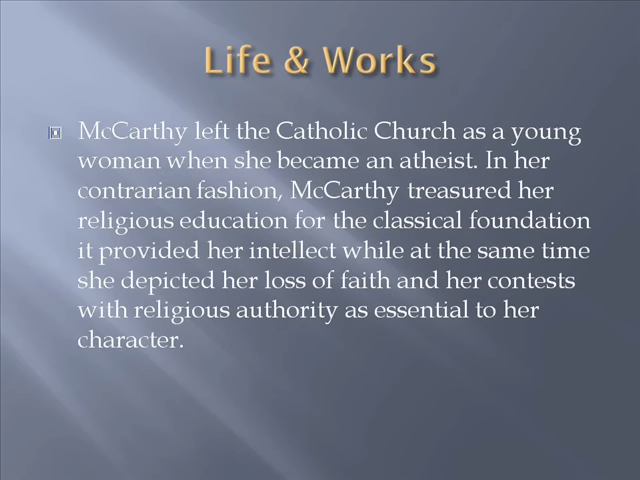 Life & Works
McCarthy left the Catholic Church as a young
woman when she became an atheist. In her
contrarian fashion, McCarthy treasured her
religious education for the classical foundation
it provided her intellect while at the same time
she depicted her loss of faith and her contests
with religious authority as essential to her
character.